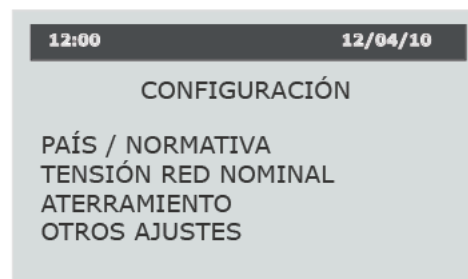 12:00 12/04/10
CONFIGURACIÓN
PAÍS / NORMATIVA
TENSIÓN RED NOMINAL
ATERRAMIENTO
OTROS AJUSTES